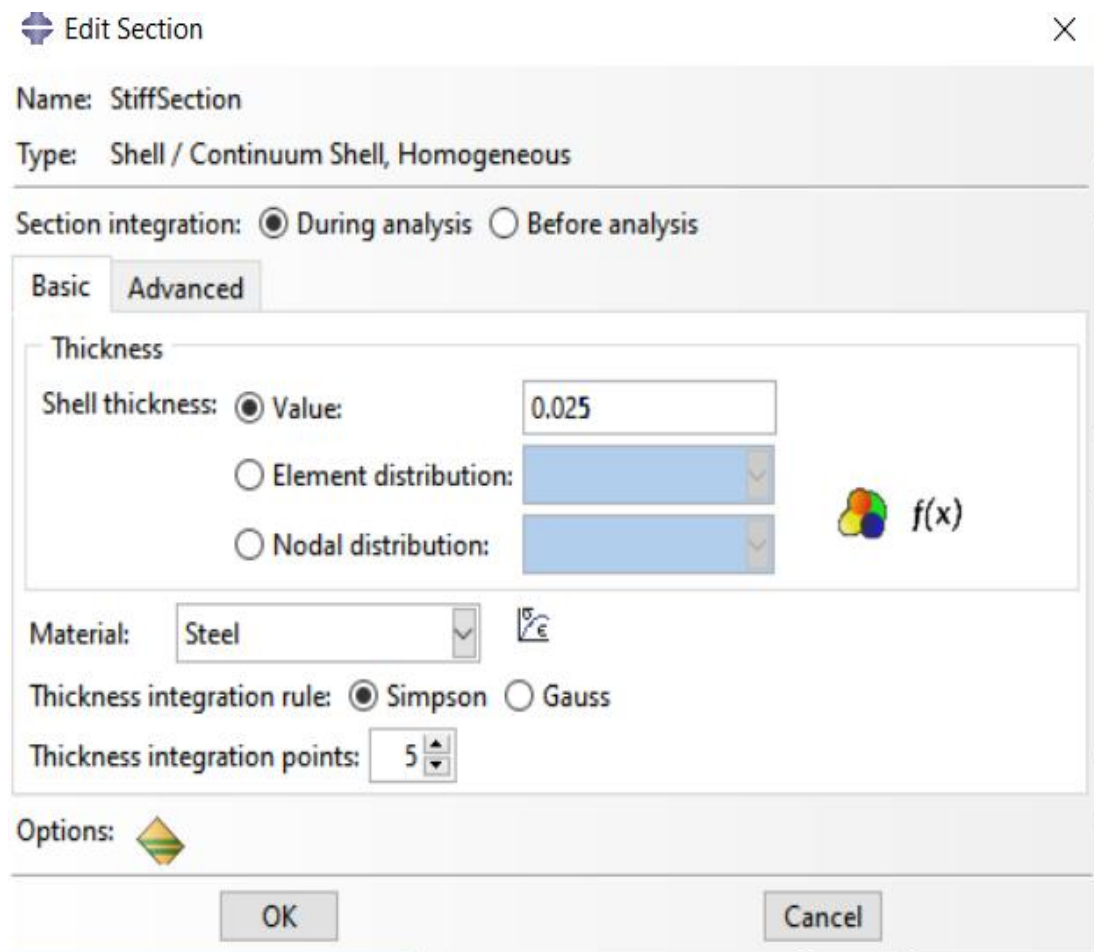 Edit Section
Name: StiffSection
Type: Shell / Continuum Shell, Homogeneous
Section integration: During analysis Before analysis
Basic Advanced
Thickness
Shell thickness: Value: 0.025
Element distribution:
f(x)
Nodal distribution:
Material: Steel σ ε
Thickness integration rule: Simpson Gauss
Thickness integration points: 5
Options:
OK Cancel